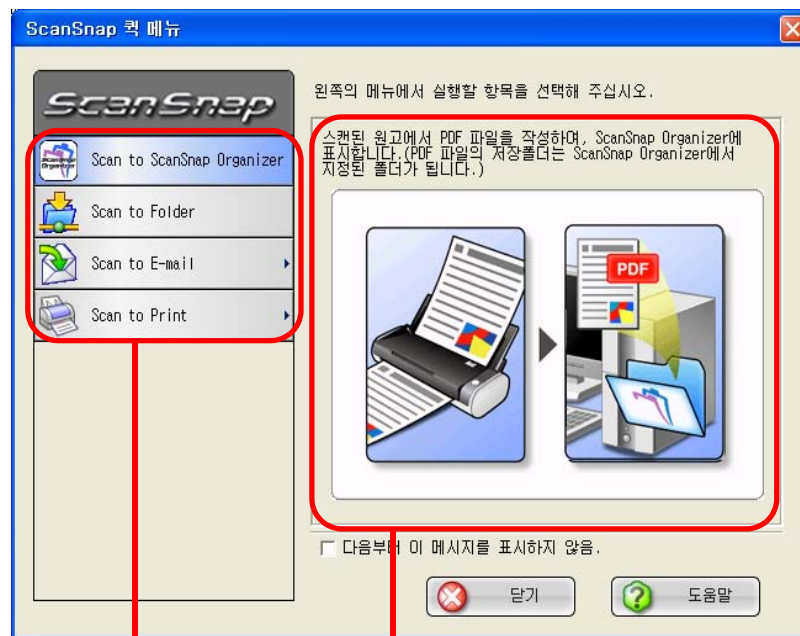 ScanSnap 퀵 메뉴
ScanSnap
왼쪽의 메뉴에서 실행할 항목을 선택해 주십시오.
Scan to ScanSnap Organizer
Scan to Folder
Scan to E-mail
Scan to Print
스캔된 원고에서 PDF 파일을 작성하며, ScanSnap Organizer에
표시합니다.(PDF 파일의 저장폴더는 ScanSnap Organizer에서
지정된 폴더가 됩니다.)
PDF
다음부터 이 메시지를 표시하지 않음.
닫기
도움말